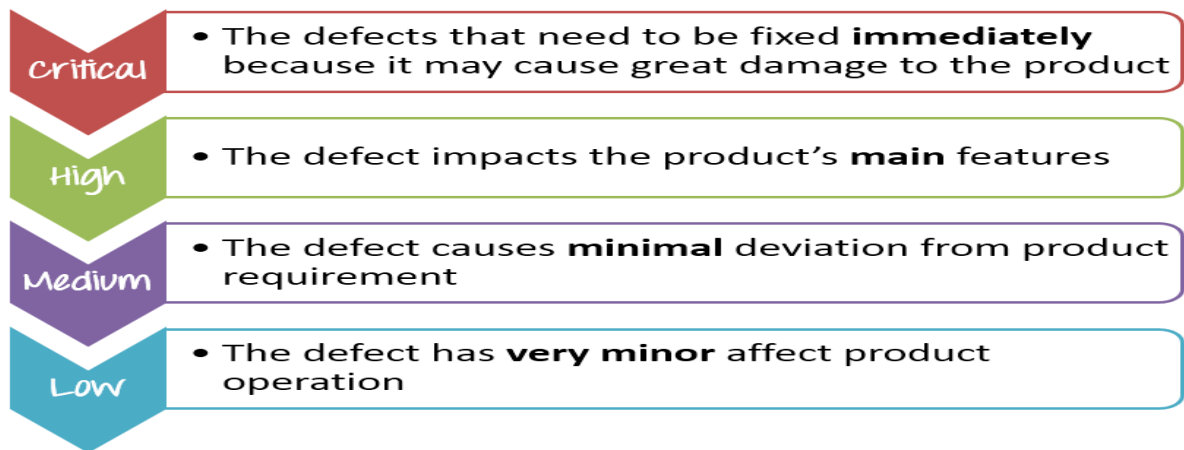 Critical
• The defects that need to be fixed immediately
because it may cause great damage to the product
High
• The defect impacts the product’s main features
Medium
• The defect causes minimal deviation from product
requirement
Low
• The defect has very minor affect product
operation